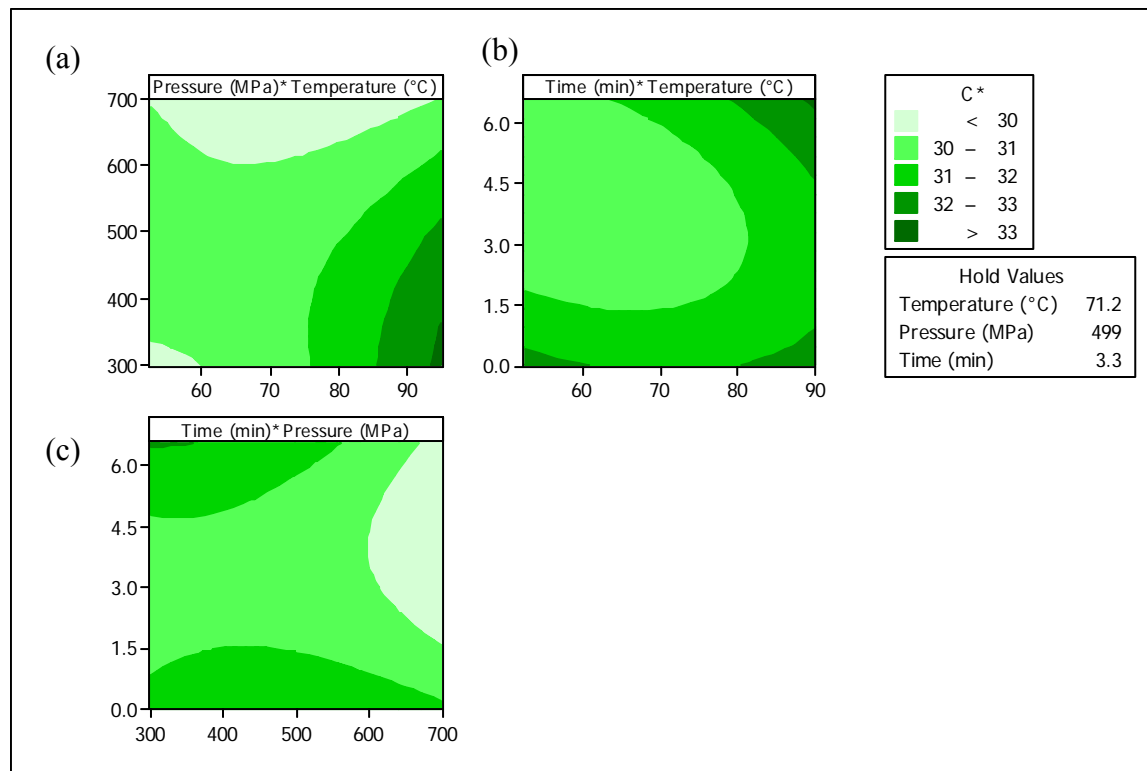 (a)
Pressure (MPa)* Temperature (°C)
700
600
500
400
300
60 70 80 90
(b)
Time (min)* Temperature (°C)
6.0
4.5
3.0
1.5
0.0
60 70 80 90
C*
< 30
30 – 31
31 – 32
32 – 33
> 33
Hold Values
Temperature (°C) 71.2
Pressure (MPa) 499
Time (min) 3.3
(c)
Time (min)* Pressure (MPa)
6.0
4.5
3.0
1.5
0.0
300 400 500 600 700